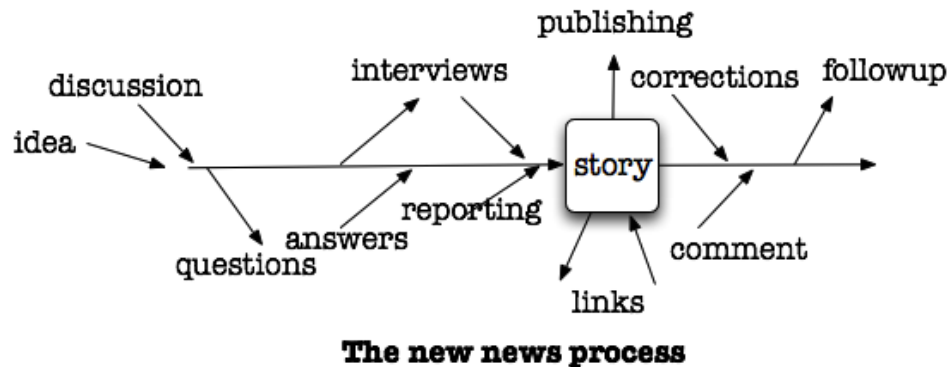 publishing
interviews
corrections
followup
discussion
idea
story
reporting
answers
questions
comment
links
The new news process